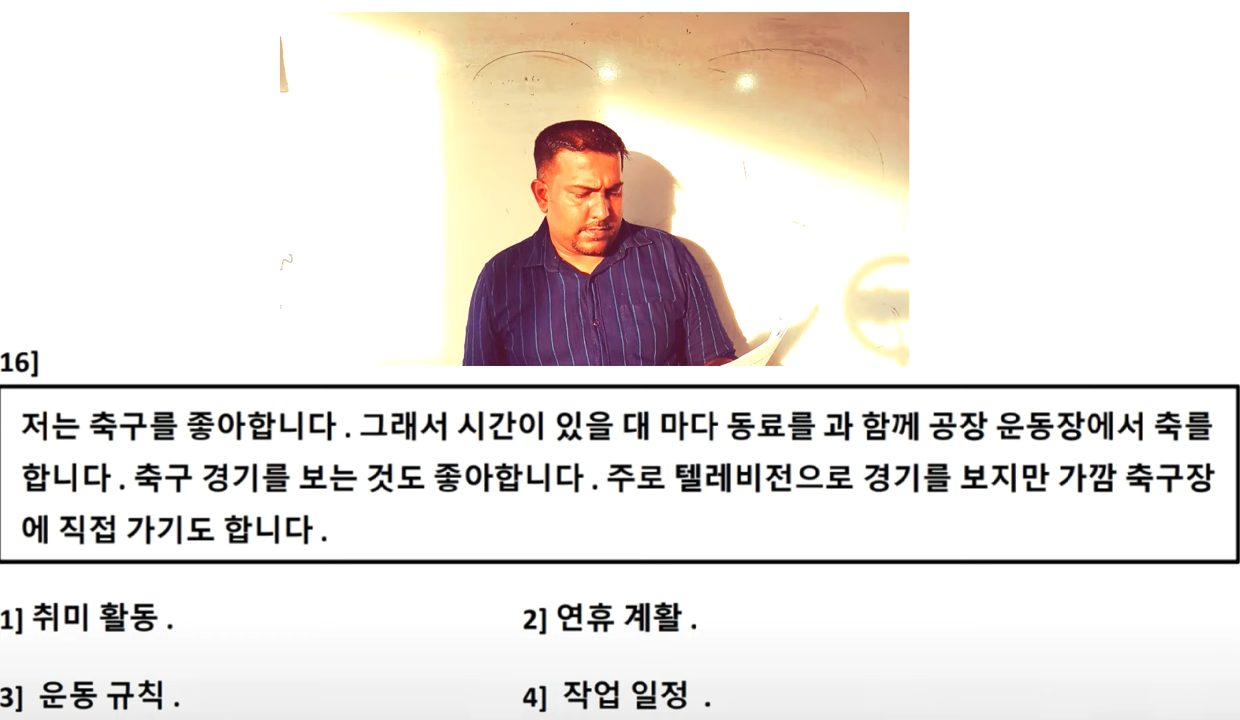 16]
저는 축구를 좋아합니다 . 그래서 시간이 있을 대 마다 동료를 과 함께 공장 운동장에서 축를
합니다 . 축구 경기를 보는 것도 좋아합니다 . 주로 텔레비전으로 경기를 보지만 가깜 축구장
에 직접 가기도 합니다 .
1] 취미 활동 .
2] 연휴 계활 .
3] 운동 규칙 .
4] 작업 일정 .